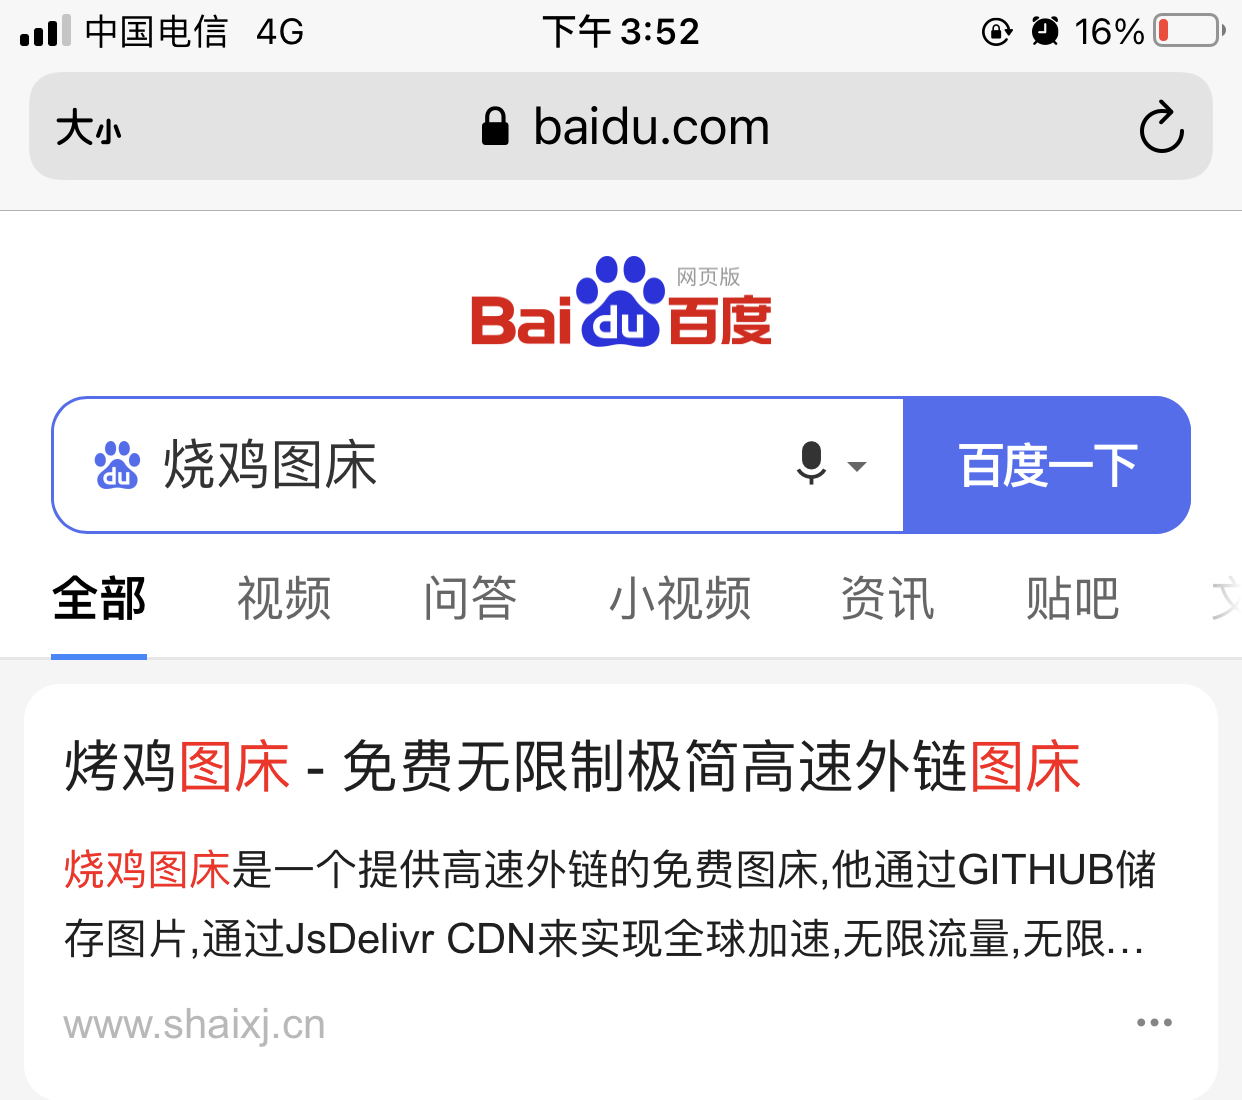 中国电信 4G 下午 3:52 16%
大小 baidu.com
网页版
Bai du 百度
du 烧鸡图床 百度一下
全部 视频 问答 小视频 资讯 贴吧
烤鸡图床 - 免费无限制极简高速外链图床
烧鸡图床是一个提供高速外链的免费图床,他通过GITHUB储
存图片,通过JsDelivr CDN来实现全球加速,无限流量,无限...
www.shaixj.cn